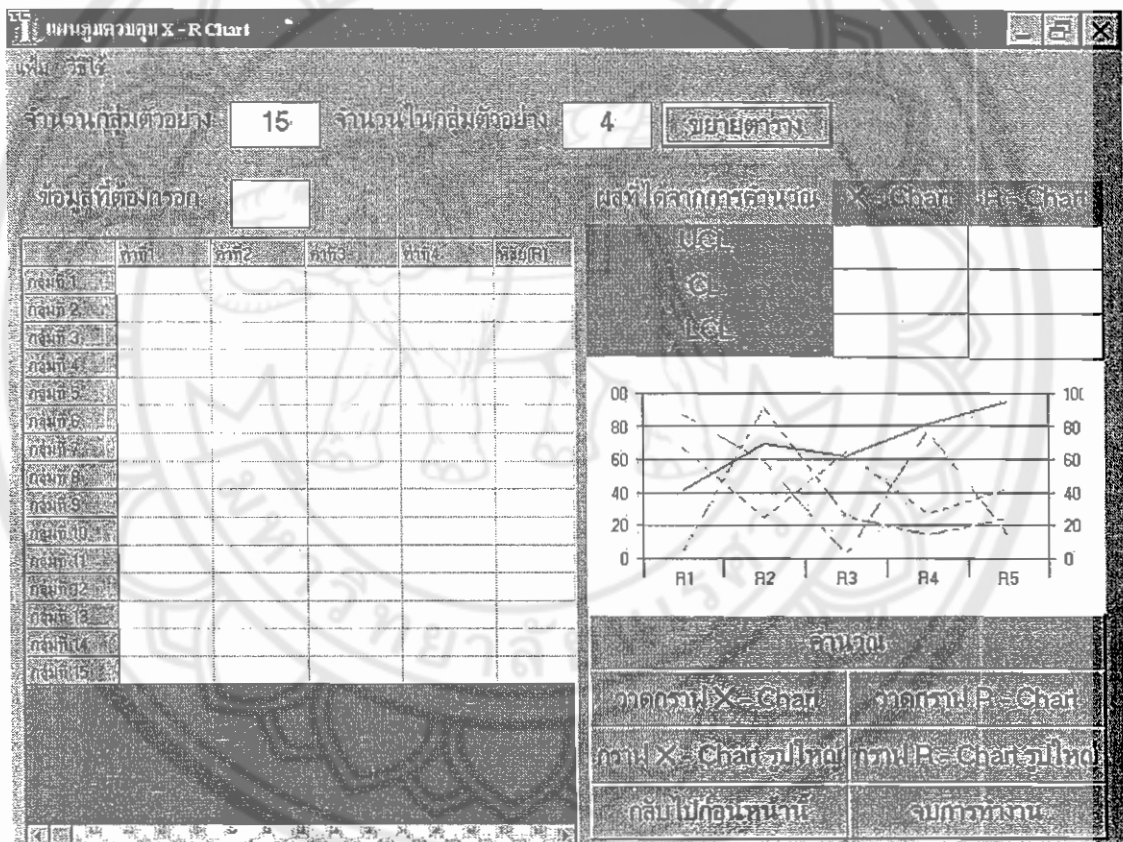 แผนภูมิควบคุม X - R Chart
แฟ้ม วิธีใช้
จำนวนกลุ่มตัวอย่าง 15 จำนวนในกลุ่มตัวอย่าง 4 ขยายตาราง
ข้อมูลที่ต้องกรอก
ผลที่ได้จากการคำนวณ X - Chart R - Chart
UCL
CL
LCL
ค่าที่1 ค่าที่2 ค่าที่3 ค่าที่4 พิสัย(R)
กลุ่มที่ 1
กลุ่มที่ 2
กลุ่มที่ 3
กลุ่มที่ 4
กลุ่มที่ 5
กลุ่มที่ 6
กลุ่มที่ 7
กลุ่มที่ 8
กลุ่มที่ 9
กลุ่มที่ 10
กลุ่มที่ 11
กลุ่มที่ 12
กลุ่มที่ 13
กลุ่มที่ 14
กลุ่มที่ 15
00 10
80 80
60 60
40 40
20 20
0 0
R1 R2 R3 R4 R5
คำนวณ
วาดกราฟ X - Chart วาดกราฟ R - Chart
กราฟ X - Chart รูปใหญ่ กราฟ R - Chart รูปใหญ่
กลับไปก่อนหน้านี้ จบการทำงาน